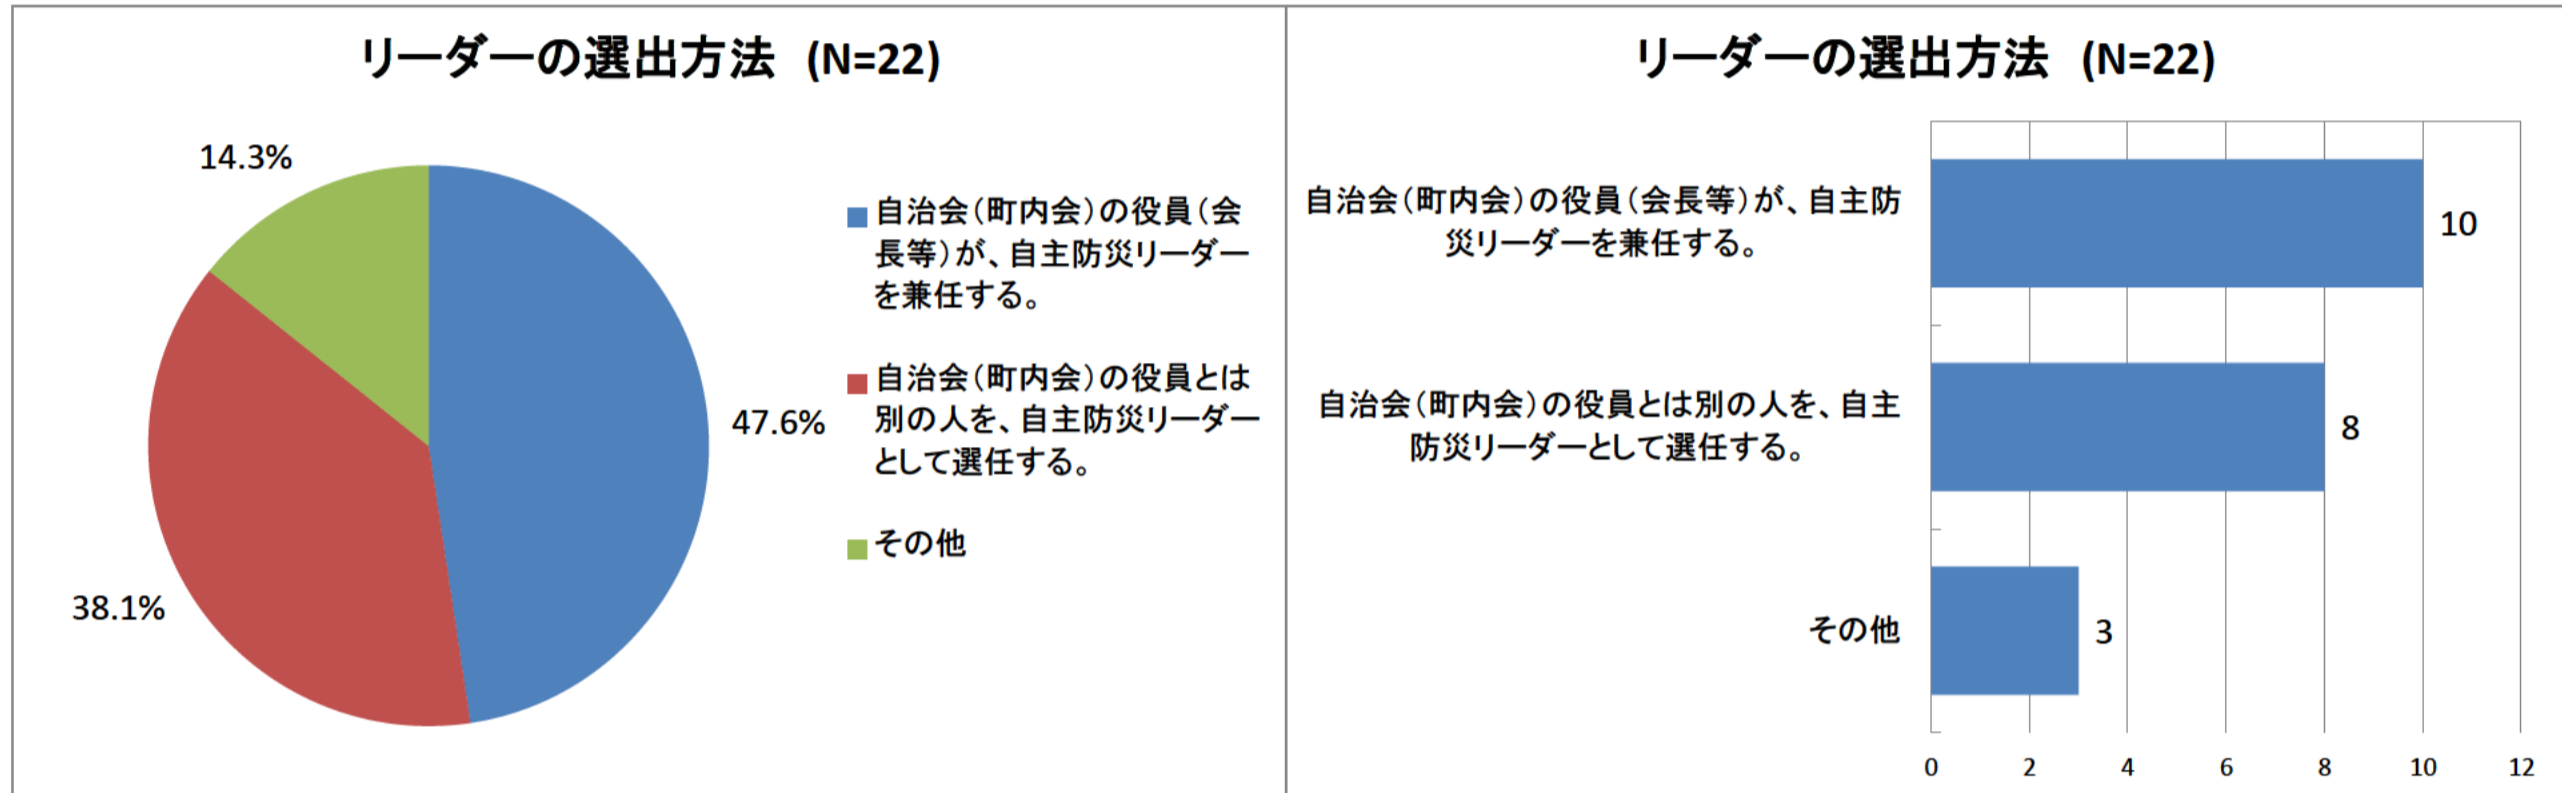 リーダーの選出方法 (N=22)
14.3%
47.6%
38.1%
自治会(町内会)の役員(会
長等)が、自主防災リーダー
を兼任する。
自治会(町内会)の役員とは
別の人を、自主防災リーダー
として選任する。
その他
リーダーの選出方法 (N=22)
自治会(町内会)の役員(会長等)が、自主防
災リーダーを兼任する。
10
自治会(町内会)の役員とは別の人を、自主
防災リーダーとして選任する。
8
その他
3
0 2 4 6 8 10 12